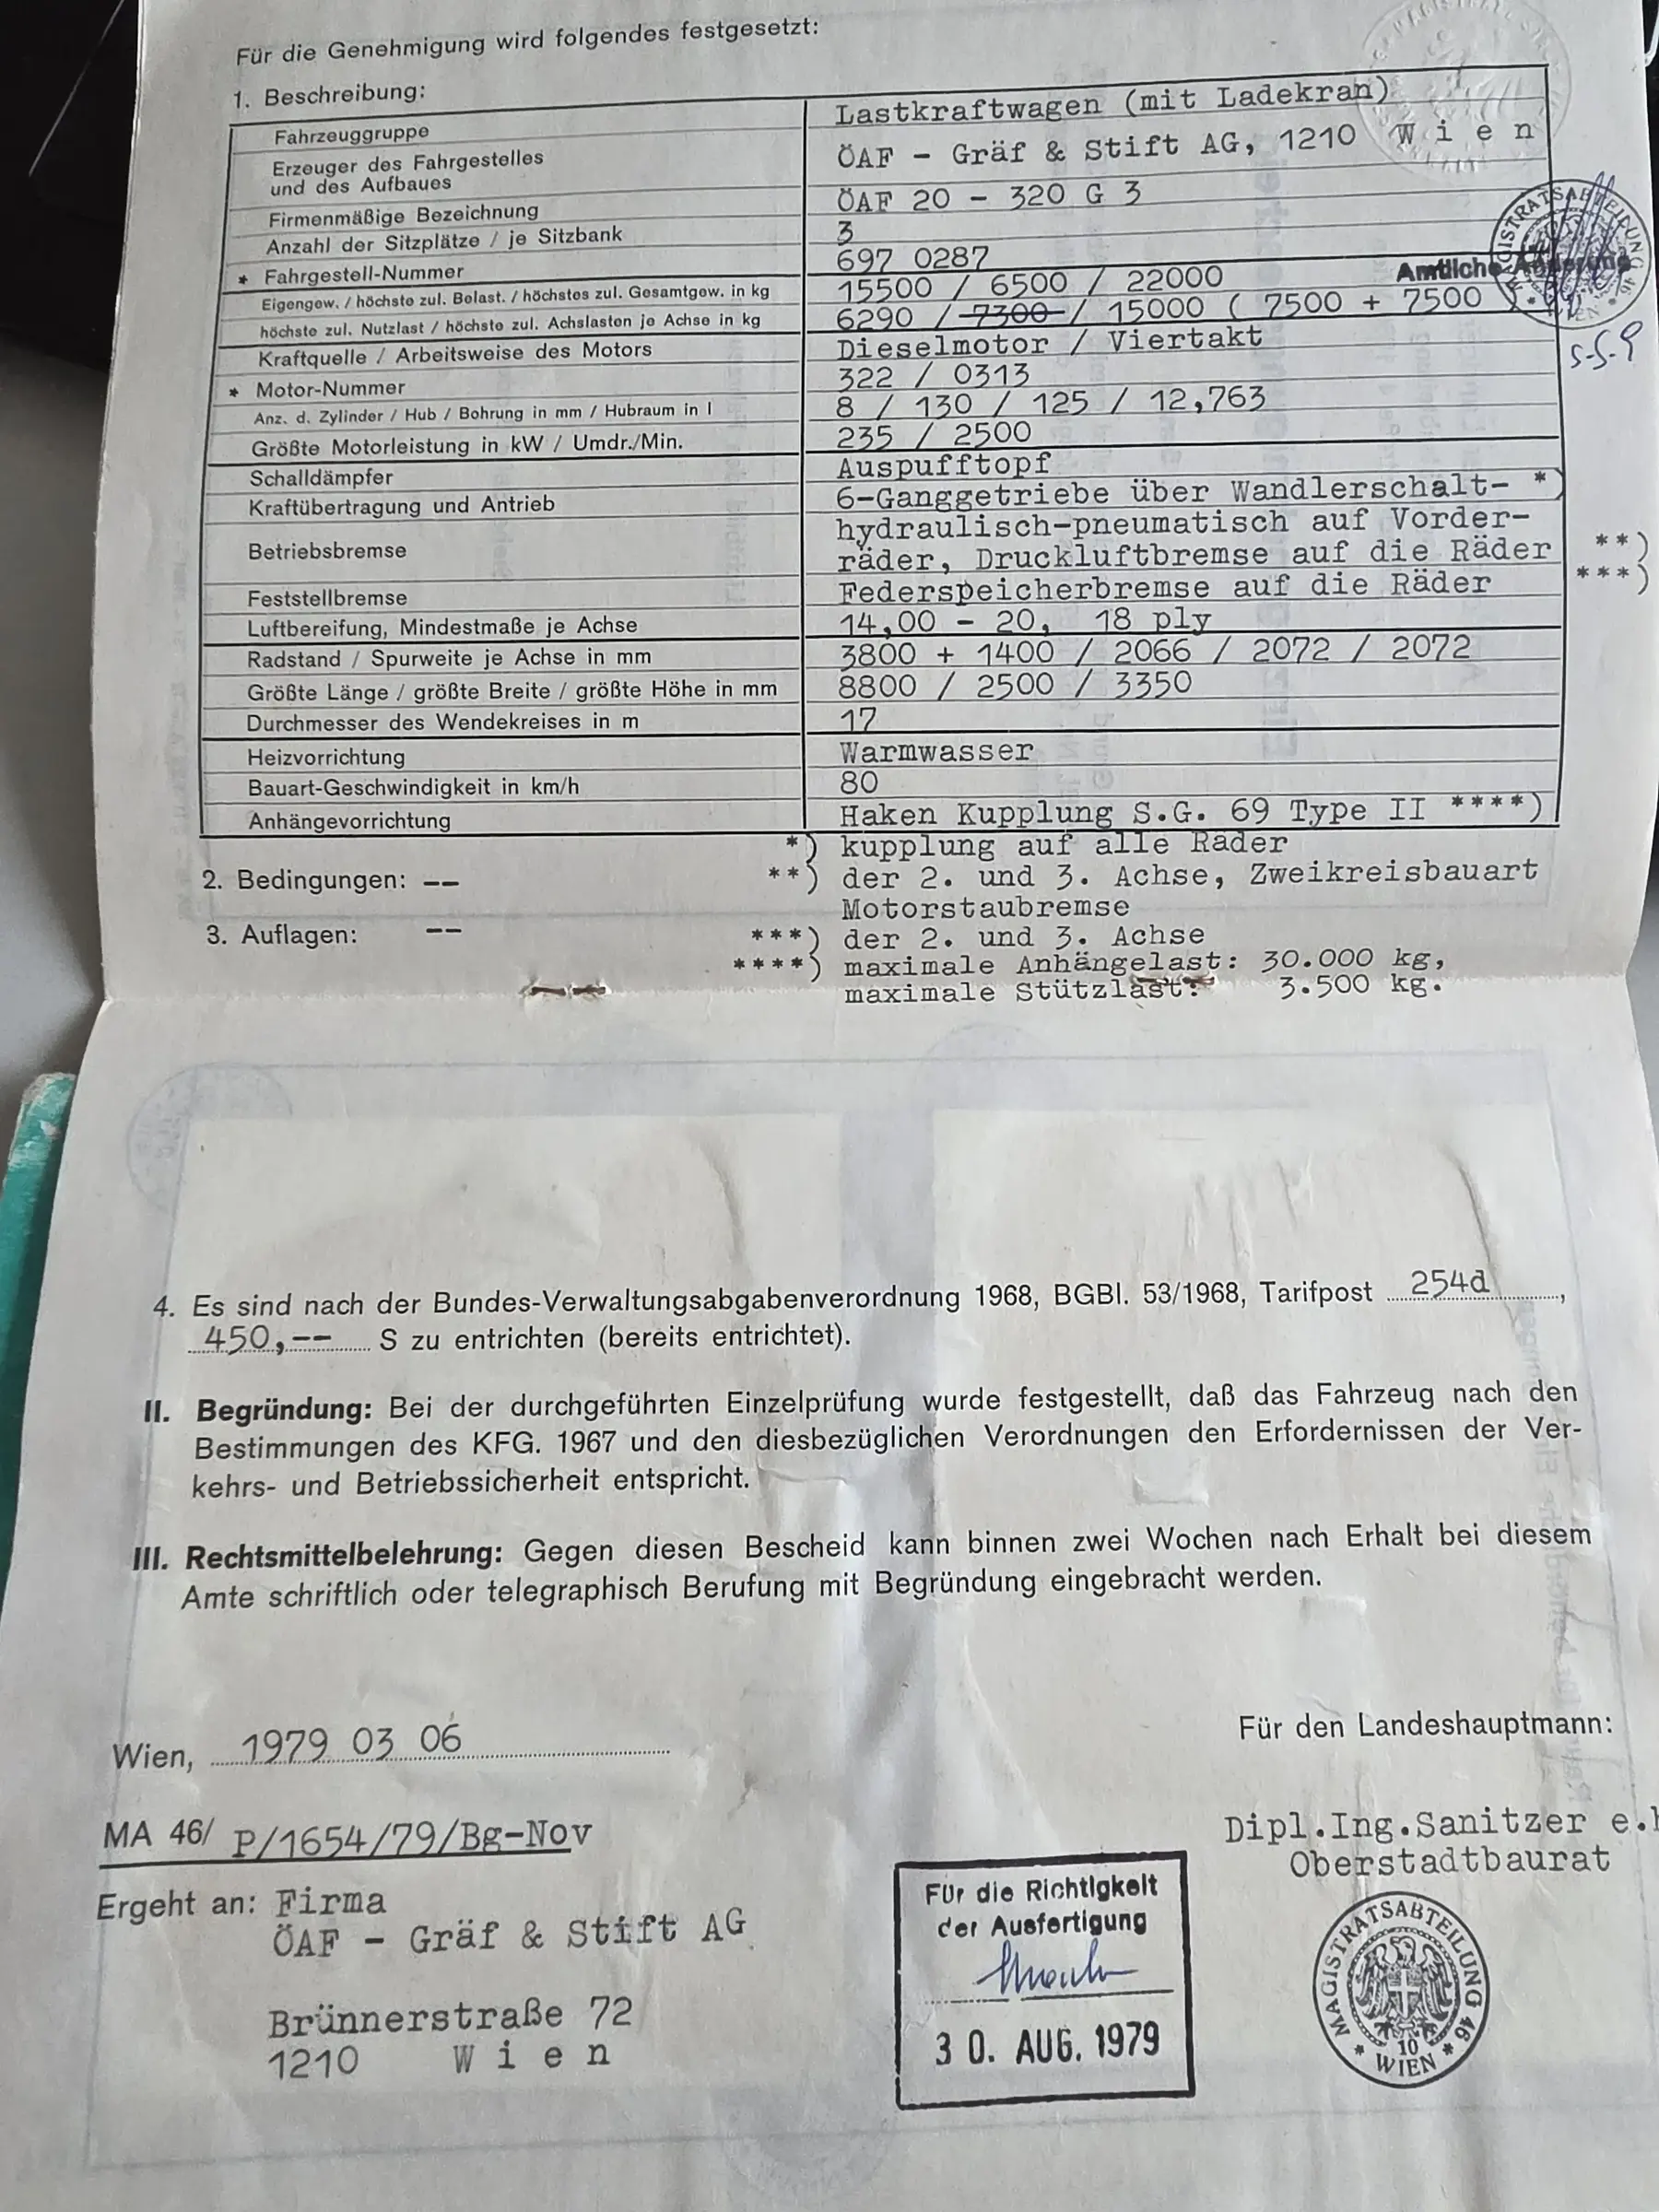 Für die Genehmigung wird folgendes festgesetzt:
1. Beschreibung:
Fahrzeuggruppe Lastkraftwagen (mit Ladekran)
Erzeuger des Fahrgestelles
und des Aufbaues ÖAF - Gräf & Stift AG, 1210 W i e n
Firmenmäßige Bezeichnung ÖAF 20 - 320 G 3
Anzahl der Sitzplätze / je Sitzbank 3
* Fahrgestell-Nummer 697 0287
Eigengew. / höchste zul. Belast. / höchstes zul. Gesamtgew. in kg 15500 / 6500 / 22000 Amtliche Änderung
höchste zul. Nutzlast / höchste zul. Achslasten je Achse in kg 6290 / 7300 / 15000 ( 7500 + 7500 )
Kraftquelle / Arbeitsweise des Motors Dieselmotor / Viertakt
* Motor-Nummer 322 / 0313
Anz. d. Zylinder / Hub / Bohrung in mm / Hubraum in l 8 / 130 / 125 / 12,763
Größte Motorleistung in kW / Umdr./Min. 235 / 2500
Schalldämpfer Auspufftopf
Kraftübertragung und Antrieb 6-Ganggetriebe über Wandlerschalt- *)
Betriebsbremse hydraulisch-pneumatisch auf Vorder-
räder, Druckluftbremse auf die Räder **)
Feststellbremse Federspeicherbremse auf die Räder ***)
Luftbereifung, Mindestmaße je Achse 14,00 - 20, 18 ply
Radstand / Spurweite je Achse in mm 3800 + 1400 / 2066 / 2072 / 2072
Größte Länge / größte Breite / größte Höhe in mm 8800 / 2500 / 3350
Durchmesser des Wendekreises in m 17
Heizvorrichtung Warmwasser
Bauart-Geschwindigkeit in km/h 80
Anhängevorrichtung Haken Kupplung S.G. 69 Type II ****)
*) kupplung auf alle Räder
2. Bedingungen: -- **) der 2. und 3. Achse, Zweikreisbauart
Motorstaubremse
3. Auflagen: -- ***) der 2. und 3. Achse
****) maximale Anhängelast: 30.000 kg,
maximale Stützlast: 3.500 kg.
MAGISTRATSABTEILUNG 46
WIEN
4. Es sind nach der Bundes-Verwaltungsabgabenverordnung 1968, BGBl. 53/1968, Tarifpost 254d,
450,-- S zu entrichten (bereits entrichtet).
II. Begründung: Bei der durchgeführten Einzelprüfung wurde festgestellt, daß das Fahrzeug nach den
Bestimmungen des KFG. 1967 und den diesbezüglichen Verordnungen den Erfordernissen der Ver-
kehrs- und Betriebssicherheit entspricht.
III. Rechtsmittelbelehrung: Gegen diesen Bescheid kann binnen zwei Wochen nach Erhalt bei diesem
Amte schriftlich oder telegraphisch Berufung mit Begründung eingebracht werden.
Wien, 1979 03 06
Für den Landeshauptmann:
MA 46/ P/1654/79/Bg-Nov
Dipl.Ing.Sanitzer
Oberstadtbaurat
Ergeht an: Firma
ÖAF - Gräf & Stift AG
Brünnerstraße 72
1210 W i e n
Für die Richtigkeit
der Ausfertigung
30. AUG. 1979
MAGISTRATSABTEILUNG 46
10
* WIEN *